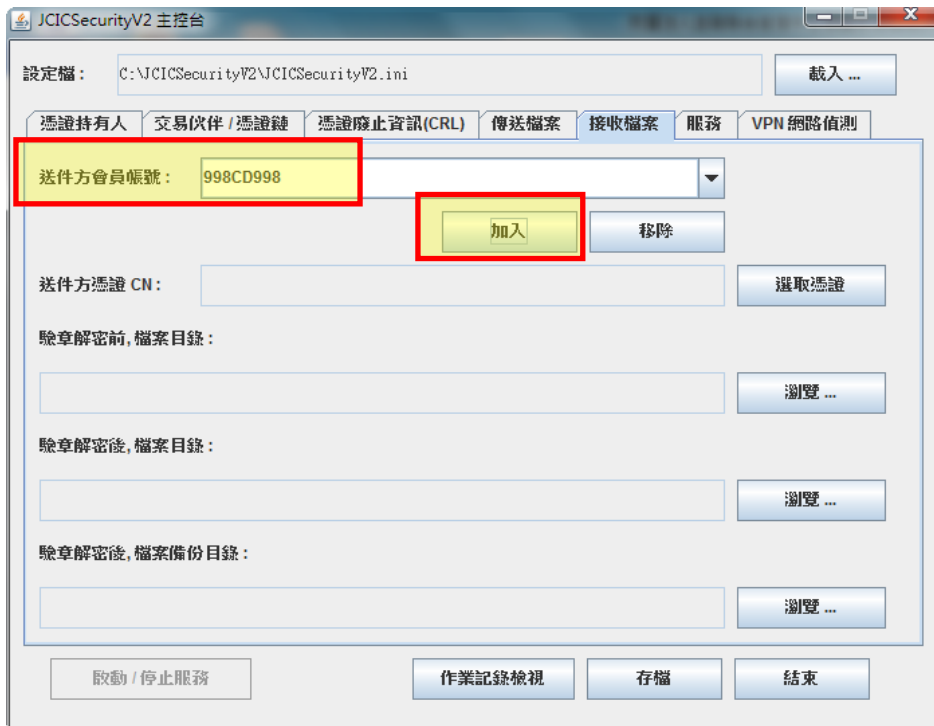 JCICSecurityV2 主控台
設定檔： C:\JCICSecurityV2\JCICSecurityV2.ini 載入 ...
憑證持有人 交易伙伴 / 憑證鏈 憑證廢止資訊(CRL) 傳送檔案 接收檔案 服務 VPN 網路偵測
送件方會員帳號： 998CD998
加入 移除
送件方憑證 CN： 選取憑證
驗章解密前, 檔案目錄：
瀏覽 ...
驗章解密後, 檔案目錄：
瀏覽 ...
驗章解密後, 檔案備份目錄：
瀏覽 ...
啟動 / 停止服務 作業記錄檢視 存檔 結束